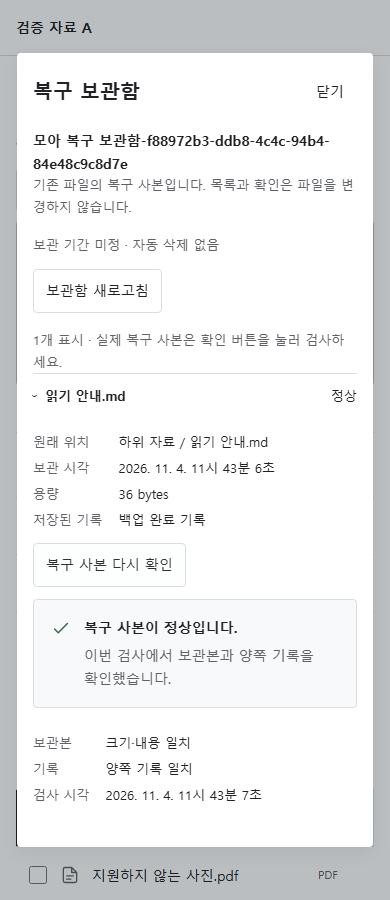 검증 자료 A
복구 보관함
닫기
모아 복구 보관함-f88972b3-ddb8-4c4c-94b4-
84e48c9c8d7e
기존 파일의 복구 사본입니다. 목록과 확인은 파일을 변
경하지 않습니다.
보관 기간 미정 · 자동 삭제 없음
보관함 새로고침
1개 표시 · 실제 복구 사본은 확인 버튼을 눌러 검사하
세요.
읽기 안내.md 정상
원래 위치 하위 자료 / 읽기 안내.md
보관 시각 2026. 11. 4. 11시 43분 6초
용량 36 bytes
저장된 기록 백업 완료 기록
복구 사본 다시 확인
복구 사본이 정상입니다.
이번 검사에서 보관본과 양쪽 기록을
확인했습니다.
보관본 크기·내용 일치
기록 양쪽 기록 일치
검사 시각 2026. 11. 4. 11시 43분 7초
지원하지 않는 사진.pdf PDF